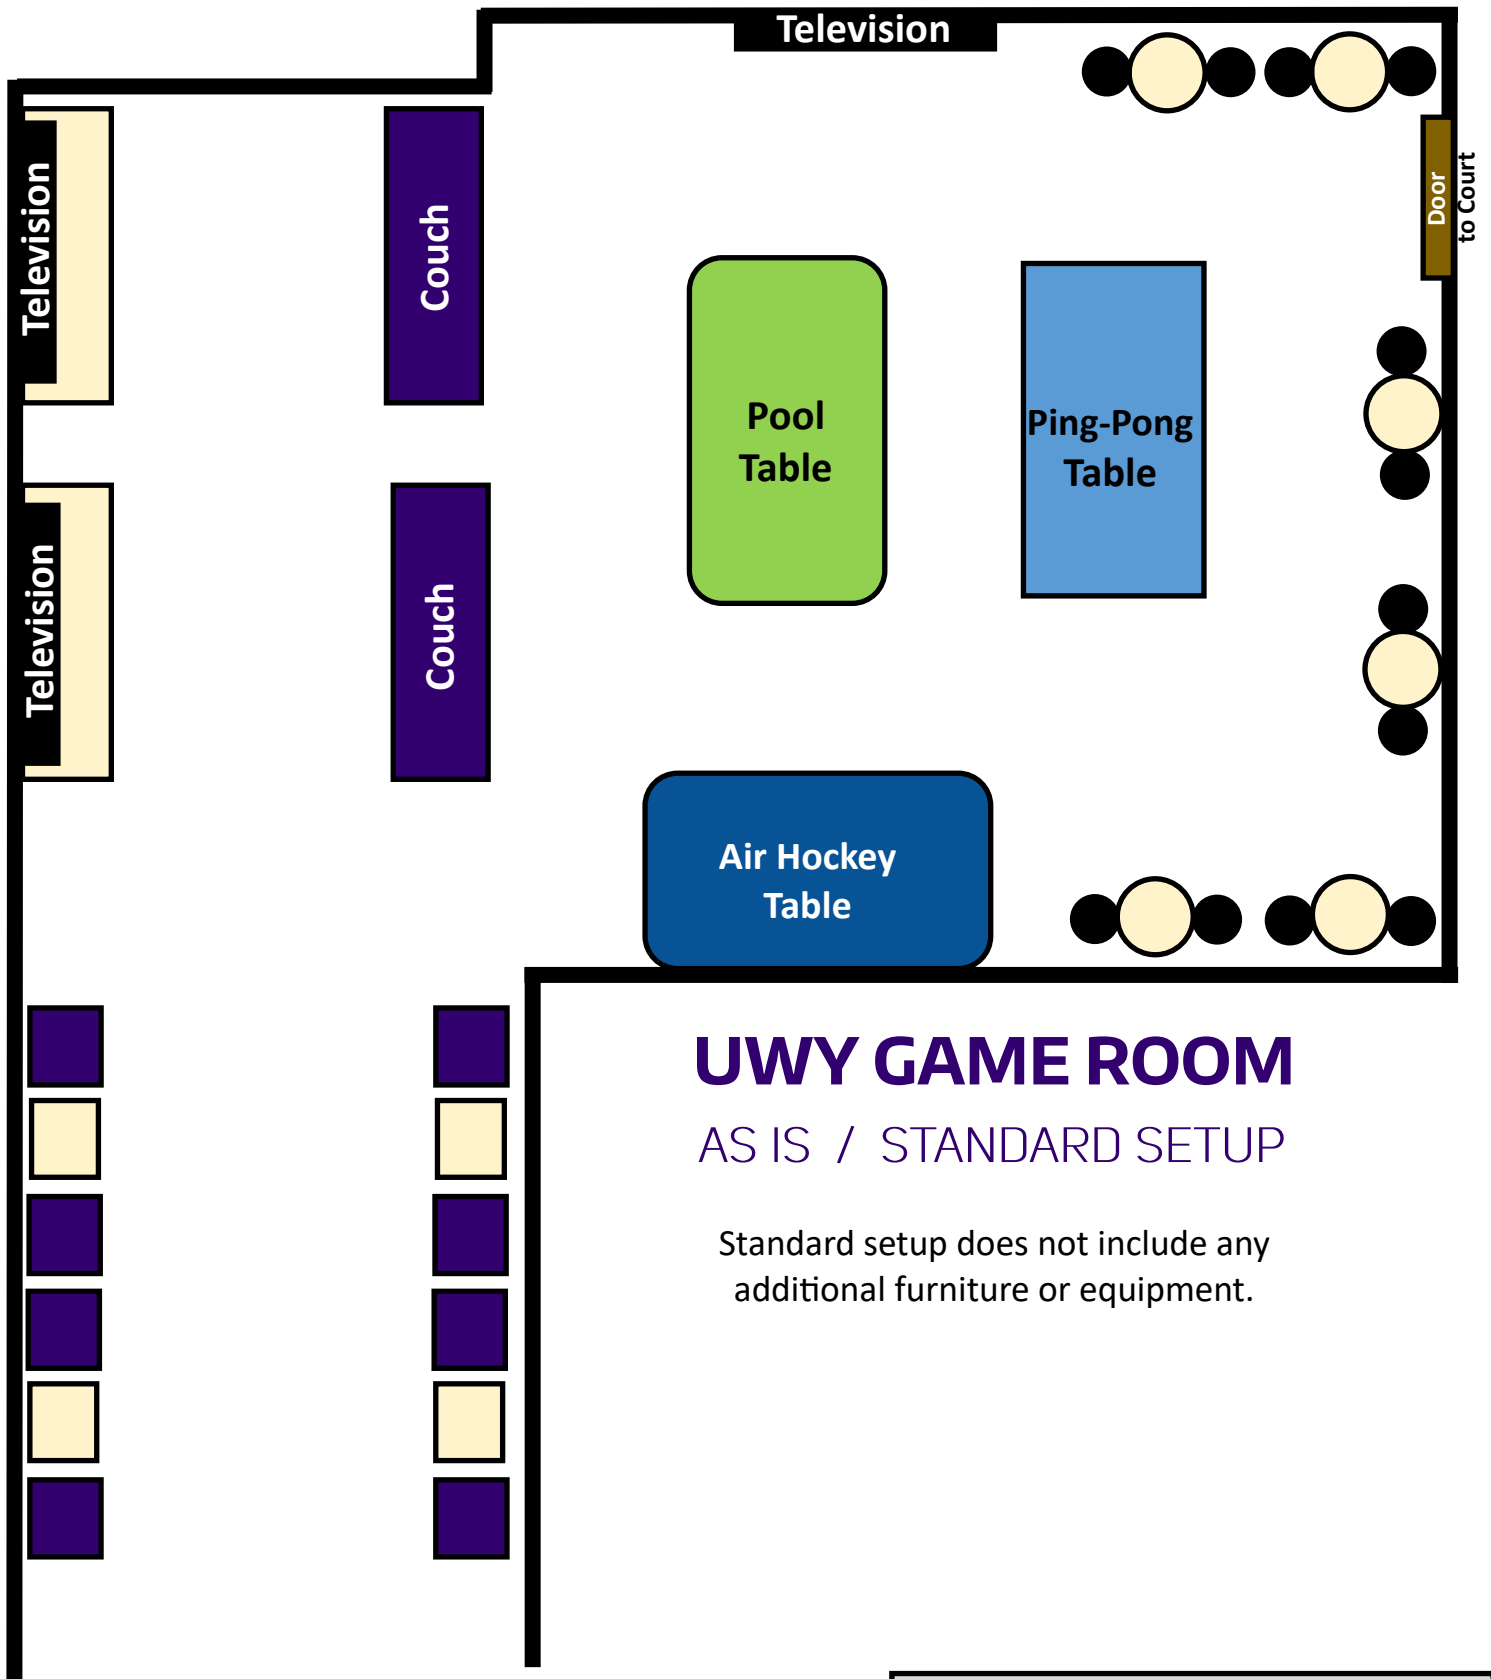 Television
Television
Couch
Door
to Court
Pool
Table
Ping-Pong
Table
Television
Couch
Air Hockey
Table
UWY GAME ROOM
AS IS / STANDARD SETUP
Standard setup does not include any
additional furniture or equipment.